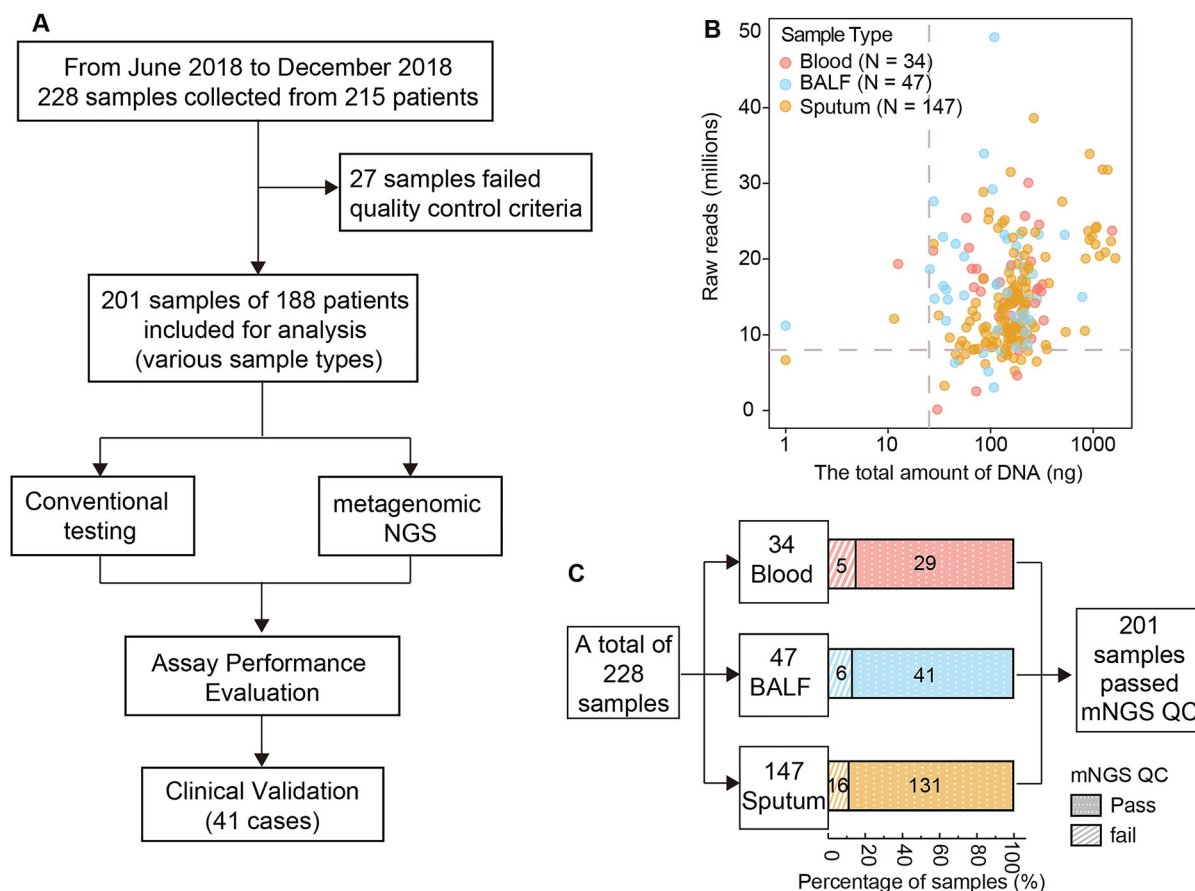 A
From June 2018 to December 2018
228 samples collected from 215 patients
27 samples failed
quality control criteria
201 samples of 188 patients
included for analysis
(various sample types)
Conventional
testing
metagenomic
NGS
Assay Performance
Evaluation
Clinical Validation
(41 cases)
B
Sample Type
Blood (N = 34)
BALF (N = 47)
Sputum (N = 147)
Raw reads (millions)
50
40
30
20
10
0
1
10
100
1000
The total amount of DNA (ng)
C
A total of
228
samples
34
Blood
5
29
47
BALF
6
41
147
Sputum
16
131
0
20
40
60
80
100
Percentage of samples (%)
201
samples
passed
mNGS QC
mNGS QC
Pass
fail